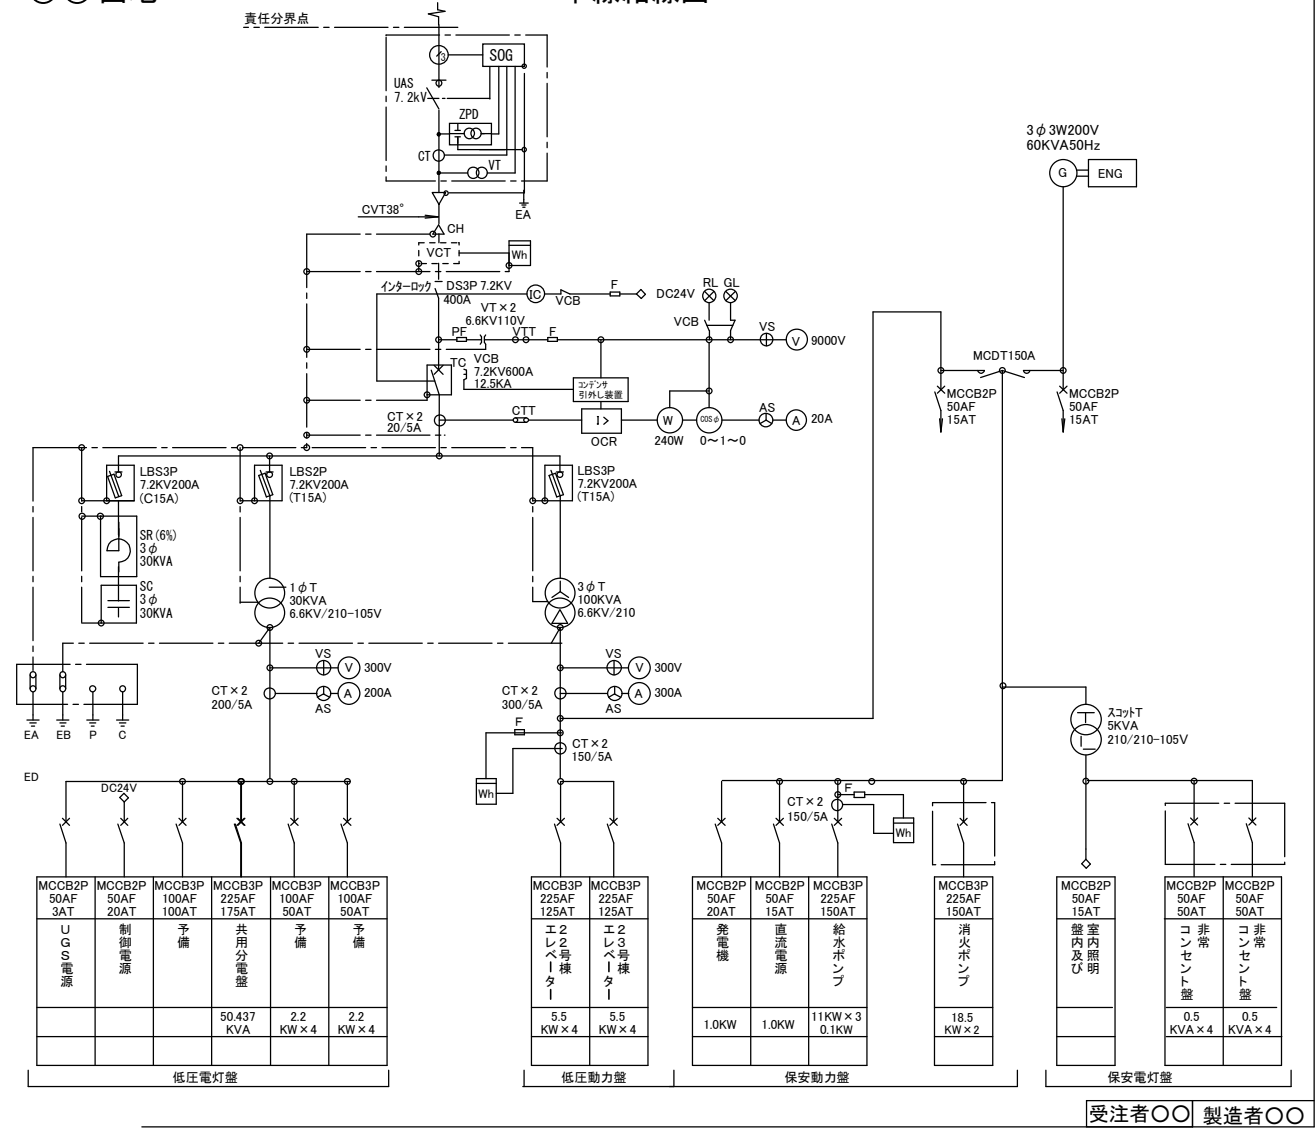 責任分界点
SOG
3
UAS
7.2kV
ZPD
CT
VT
EA
3φ3W200V
60KVA50Hz
G
ENG
CVT38°
CH
VCT
Wh
インターロック
DS3P 7.2KV
400A
IC
VCB
F
DC24V
RL
GL
VCB
VT×2
6.6KV110V
PF
VTT
F
VS
V
9000V
TC
VCB
7.2KV600A
12.5KA
コンデンサ
引外し装置
MCDT150A
MCCB2P
50AF
15AT
MCCB2P
50AF
15AT
CT×2
20/5A
CTT
I>
OCR
W
240W
COSφ
0～1～0
AS
A
20A
LBS3P
7.2KV200A
(C15A)
LBS2P
7.2KV200A
(T15A)
LBS3P
7.2KV200A
(T15A)
SR(6%)
3φ
30KVA
SC
3φ
30KVA
1φT
30KVA
6.6KV/210-105V
3φT
100KVA
6.6KV/210
VS
V
300V
CT×2
200/5A
A
200A
AS
VS
V
300V
CT×2
300/5A
A
300A
AS
EA
EB
P
C
ED
F
CT×2
150/5A
Wh
スコットT
5KVA
210/210-105V
DC24V
CT×2
150/5A
F
Wh
MCCB2P
50AF
3AT
UGS電源
MCCB2P
50AF
20AT
制御電源
MCCB3P
100AF
100AT
予備
MCCB3P
225AF
175AT
共用分電盤
50.437
KVA
MCCB3P
100AF
50AT
予備
2.2
KW×4
MCCB3P
100AF
50AT
予備
2.2
KW×4
低圧電灯盤
MCCB3P
225AF
125AT
22号棟
エレベーター
5.5
KW×4
MCCB3P
225AF
125AT
23号棟
エレベーター
5.5
KW×4
低圧動力盤
MCCB2P
50AF
20AT
発電機
1.0KW
MCCB2P
50AF
15AT
直流電源
1.0KW
MCCB3P
225AF
150AT
給水ポンプ
11KW×3
0.1KW
MCCB3P
225AF
150AT
消火ポンプ
18.5
KW×2
保安動力盤
MCCB2P
50AF
15AT
室内照明
盤内及び
MCCB2P
50AF
50AT
非常
コンセント盤
0.5
KVA×4
MCCB2P
50AF
50AT
非常
コンセント盤
0.5
KVA×4
保安電灯盤
受注者〇〇
製造者〇〇